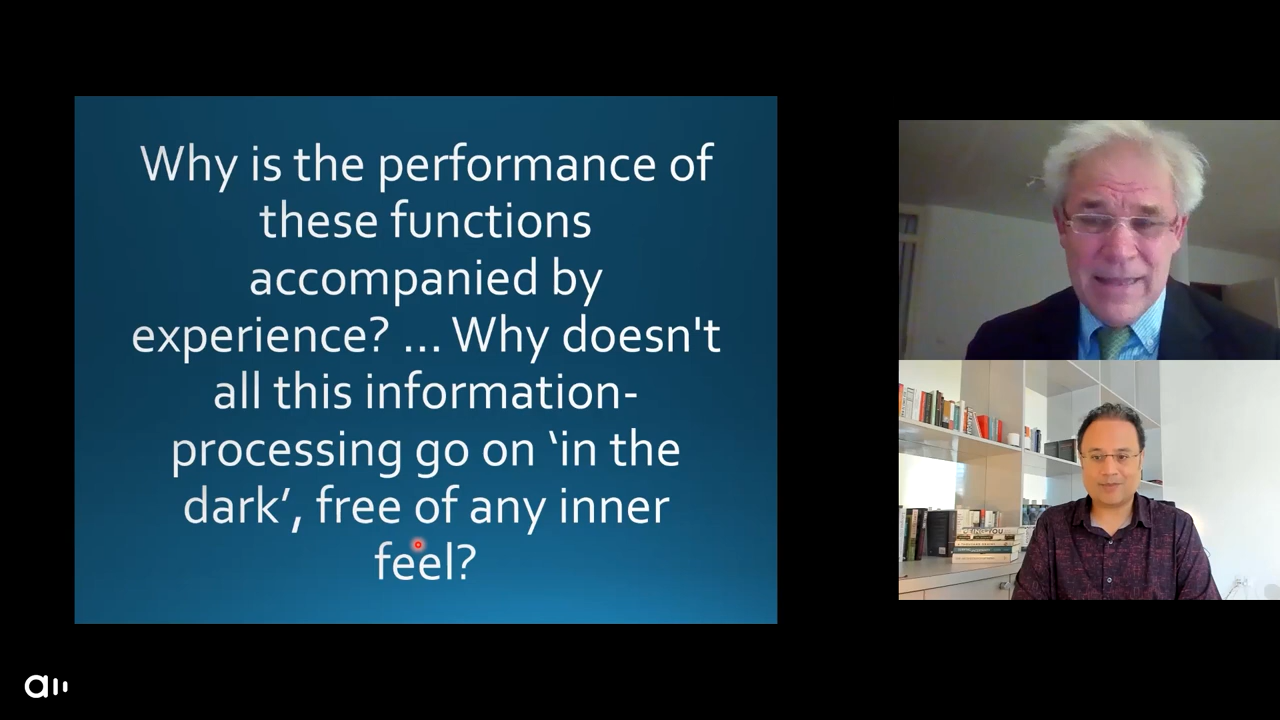 Why is the performance of
these functions
accompanied by
experience? ... Why doesn't
all this information-
processing go on ‘in the
dark’, free of any inner
feel?